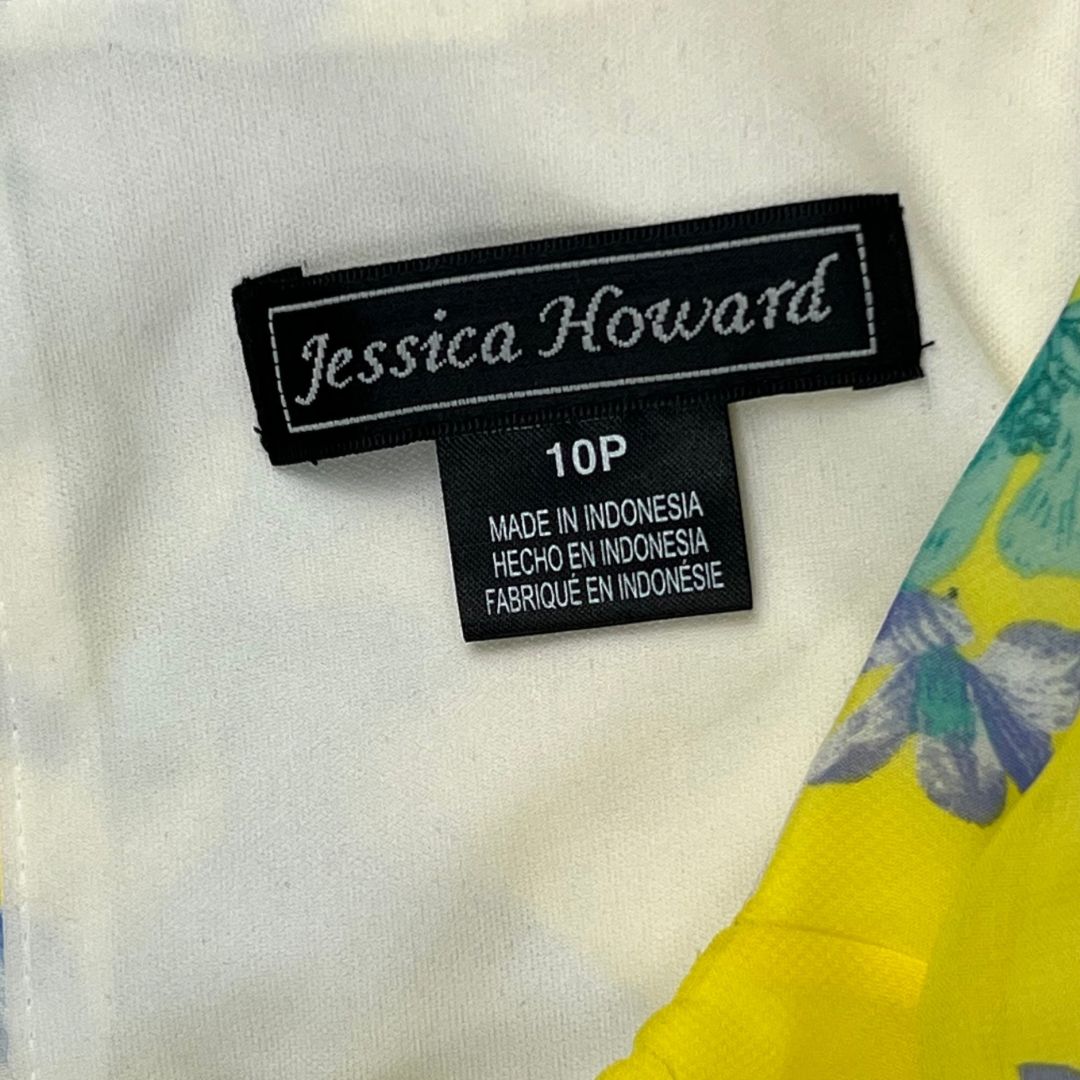 Jessica Howard
10P
MADE IN INDONESIA
HECHO EN INDONESIA
FABRIQUÉ EN INDONÉSIE